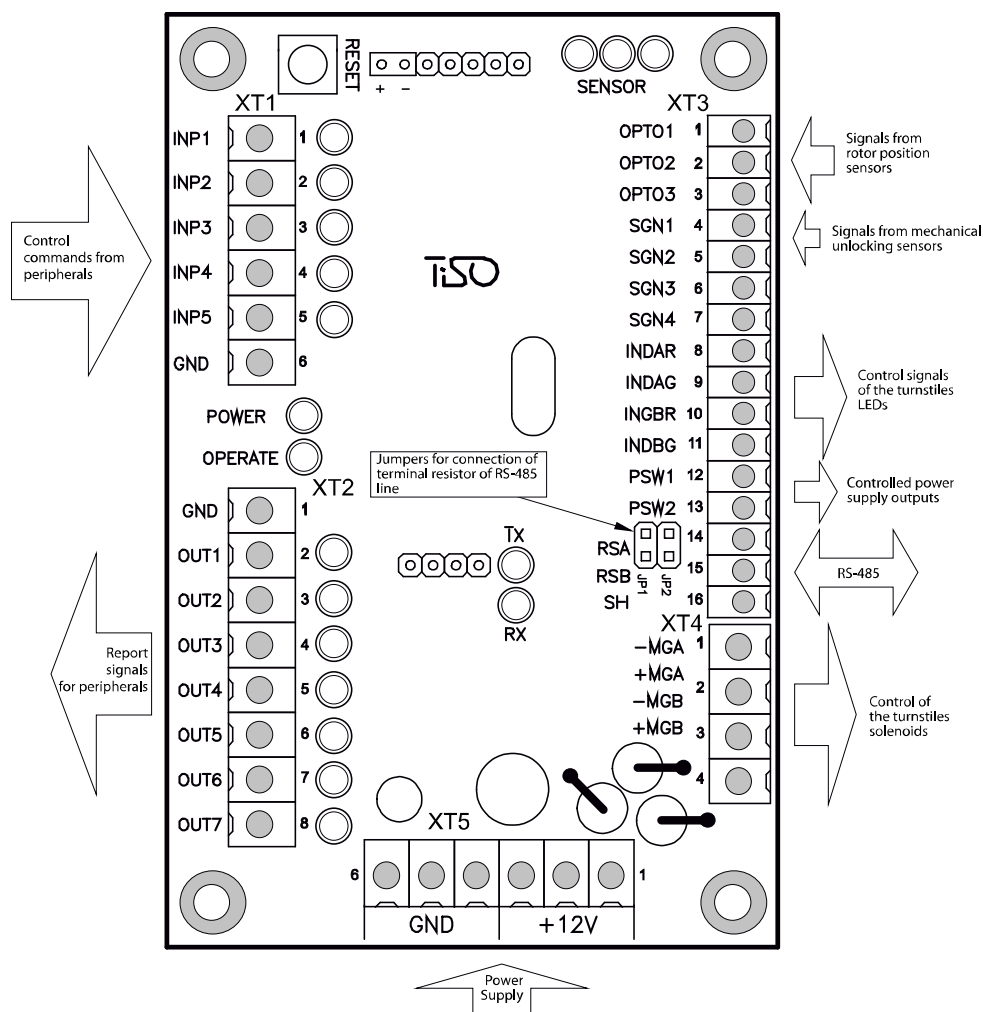 RESET
+ -
SENSOR
XT1
INP1 1
INP2 2
INP3 3
INP4 4
INP5 5
GND 6
Control
commands from
peripherals
TiSO
XT3
OPTO1 1
OPTO2 2
OPTO3 3
SGN1 4
SGN2 5
SGN3 6
SGN4 7
INDAR 8
INDAG 9
INGBR 10
INDBG 11
PSW1 12
PSW2 13
14
RSA
15
RSB
16
SH
JP1
JP2
Signals from
rotor position
sensors
Signals from mechanical
unlocking sensors
Control signals
of the turnstiles
LEDs
Controlled power
supply outputs
RS-485
POWER
OPERATE
Jumpers for connection of
terminal resistor of RS-485
line
XT2
GND 1
OUT1 2
OUT2 3
OUT3 4
OUT4 5
OUT5 6
OUT6 7
OUT7 8
Report
signals
for peripherals
TX
RX
XT4
-MGA 1
+MGA
-MGB 2
+MGB 3
4
Control of
the turnstiles
solenoids
XT5
6 1
GND +12V
Power
Supply